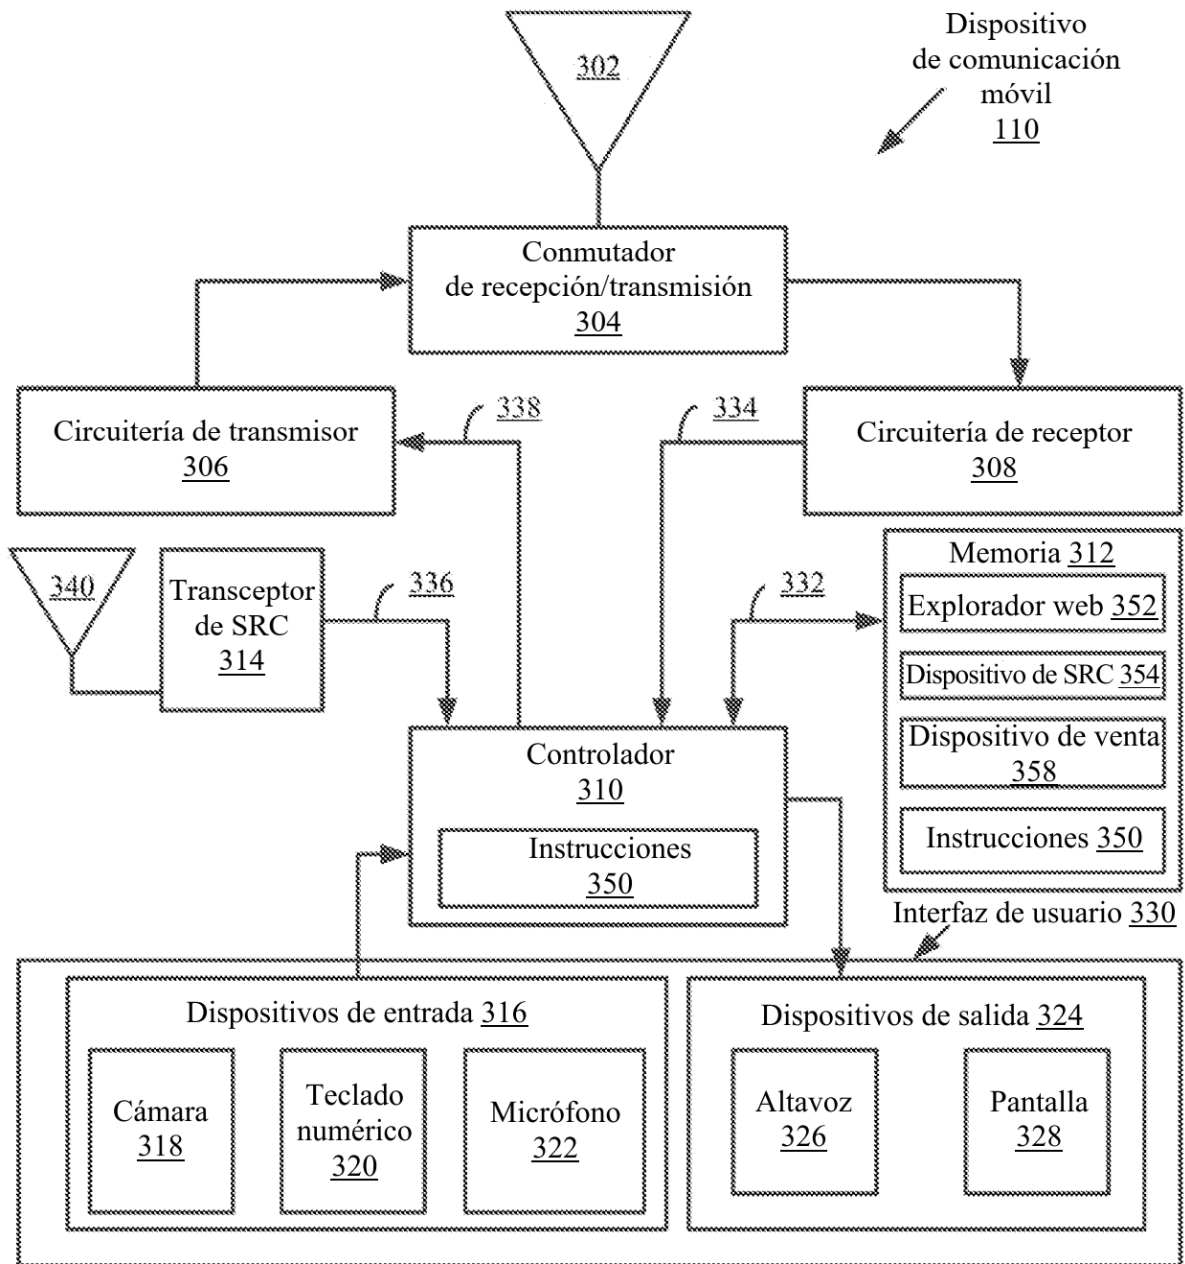 302
Dispositivo
de comunicación
móvil
110
Conmutador
de recepción/transmisión
304
Circuitería de transmisor
306
338
334
Circuitería de receptor
308
340
Transceptor
de SRC
314
336
332
Memoria 312
Explorador web 352
Dispositivo de SRC 354
Dispositivo de venta
358
Instrucciones 350
Controlador
310
Instrucciones
350
Interfaz de usuario 330
Dispositivos de entrada 316
Cámara
318
Teclado
numérico
320
Micrófono
322
Dispositivos de salida 324
Altavoz
326
Pantalla
328